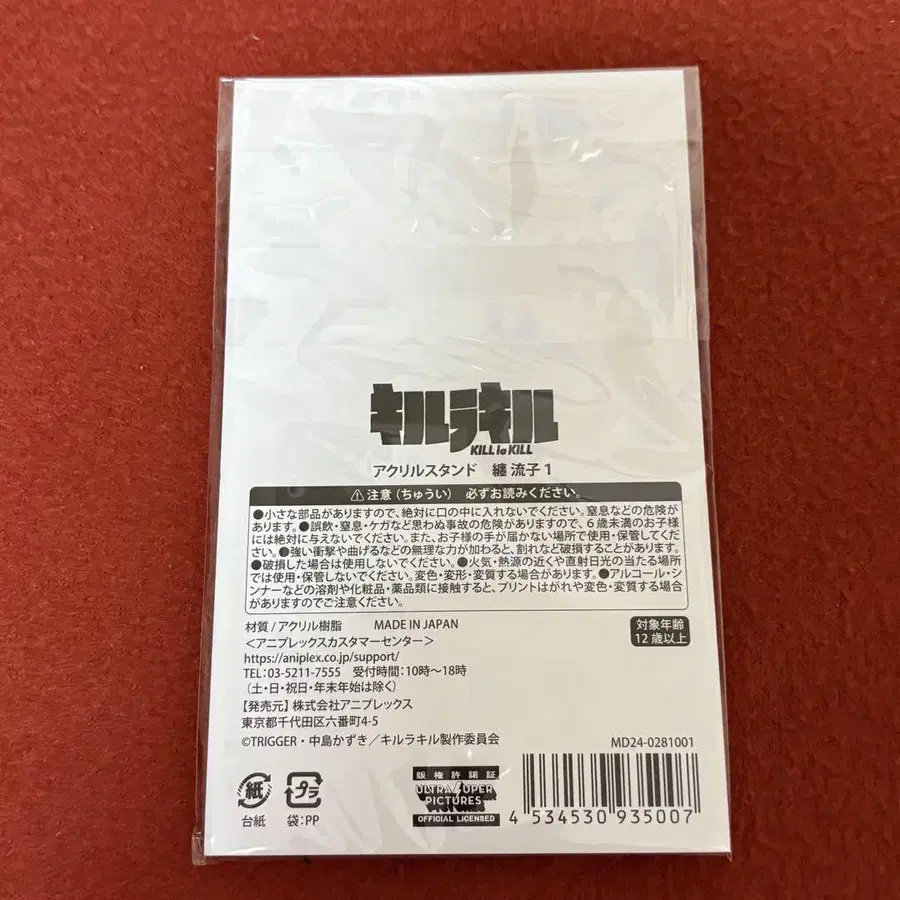 キルラキル
KILL la KILL
アクリルスタンド 纏 流子 1
⚠注意（ちゅうい） 必ずお読みください。
●小さな部品がありますので、絶対に口の中に入れないでください。窒息などの危険が
あります。●誤飲・窒息・ケガなど思わぬ事故の危険がありますので、6歳未満のお子様
には絶対に与えないでください。また、お子様の手が届かない場所で使用・保管してくだ
さい。●強い衝撃や曲げるなどの無理な力が加わると、割れなど破損することがあります。
●破損した場合は使用しないでください。●火気・熱源の近くや直射日光の当たる場所
では使用・保管しないでください。変色・変形・変質する場合があります。●アルコール・シ
ンナーなどの溶剤や化粧品・薬品類に接触すると、プリントはがれや変色・変質する場合
がありますのでご注意ください。
材質 / アクリル樹脂 MADE IN JAPAN
＜アニプレックスカスタマーセンター＞
https://aniplex.co.jp/support/
TEL：03-5211-7555 受付時間：10時～18時
（土・日・祝日・年末年始は除く）
【発売元】株式会社アニプレックス
東京都千代田区六番町4-5
©TRIGGER・中島かずき／キルラキル製作委員会
対象年齢
12歳以上
MD24-0281001
紙
台紙
プラ
袋：PP
版権許諾証
ULTRA SUPER
PICTURES
OFFICIAL LICENSED
4 534530 935007